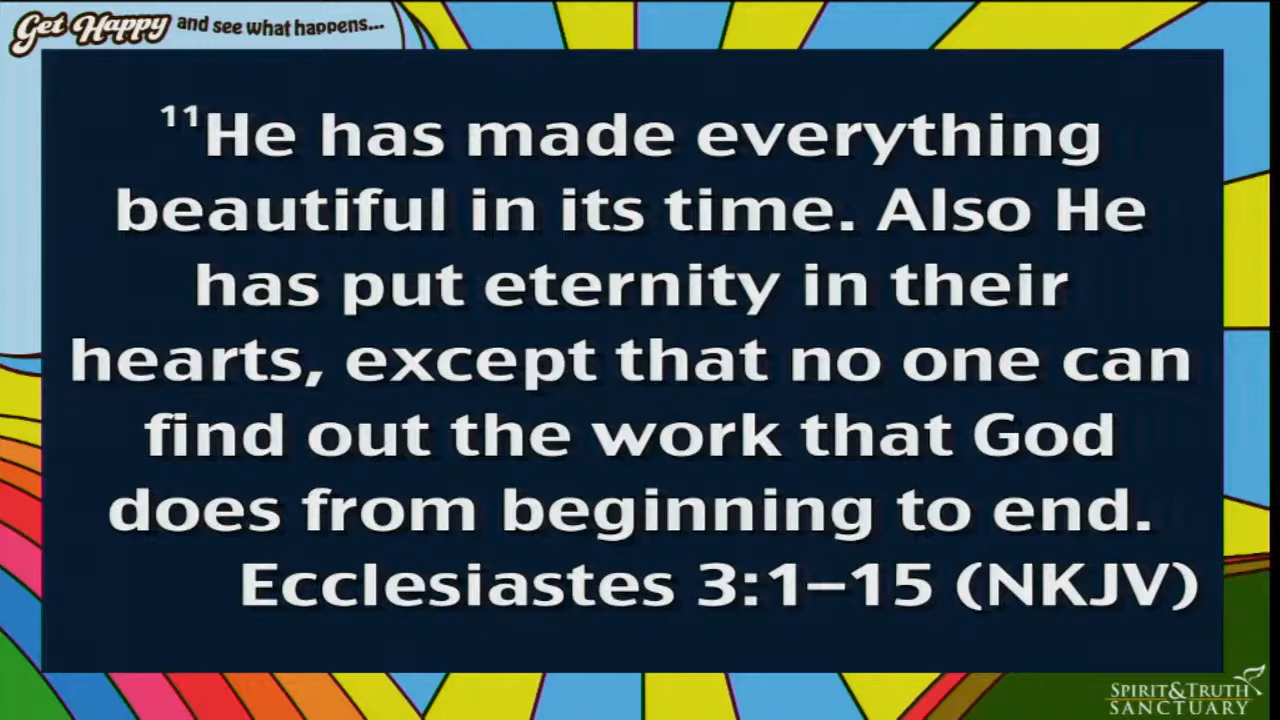 Get Happy and see what happens...
¹¹He has made everything
beautiful in its time. Also He
has put eternity in their
hearts, except that no one can
find out the work that God
does from beginning to end.
Ecclesiastes 3:1–15 (NKJV)
SPIRIT&TRUTH
SANCTUARY